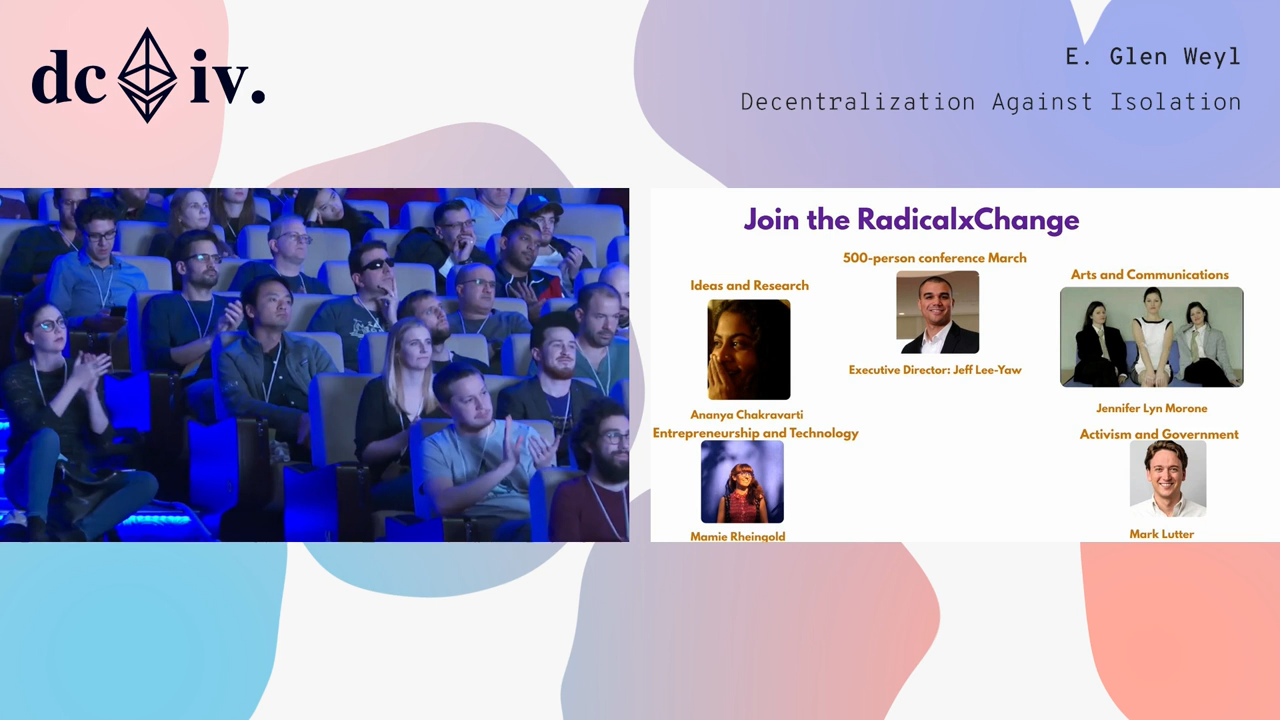 dc iv.
E. Glen Weyl
Decentralization Against Isolation
Join the RadicalxChange
500-person conference March
Ideas and Research
Arts and Communications
Executive Director: Jeff Lee-Yaw
Ananya Chakravarti
Jennifer Lyn Morone
Entrepreneurship and Technology
Activism and Government
Mamie Rheingold
Mark Lutter